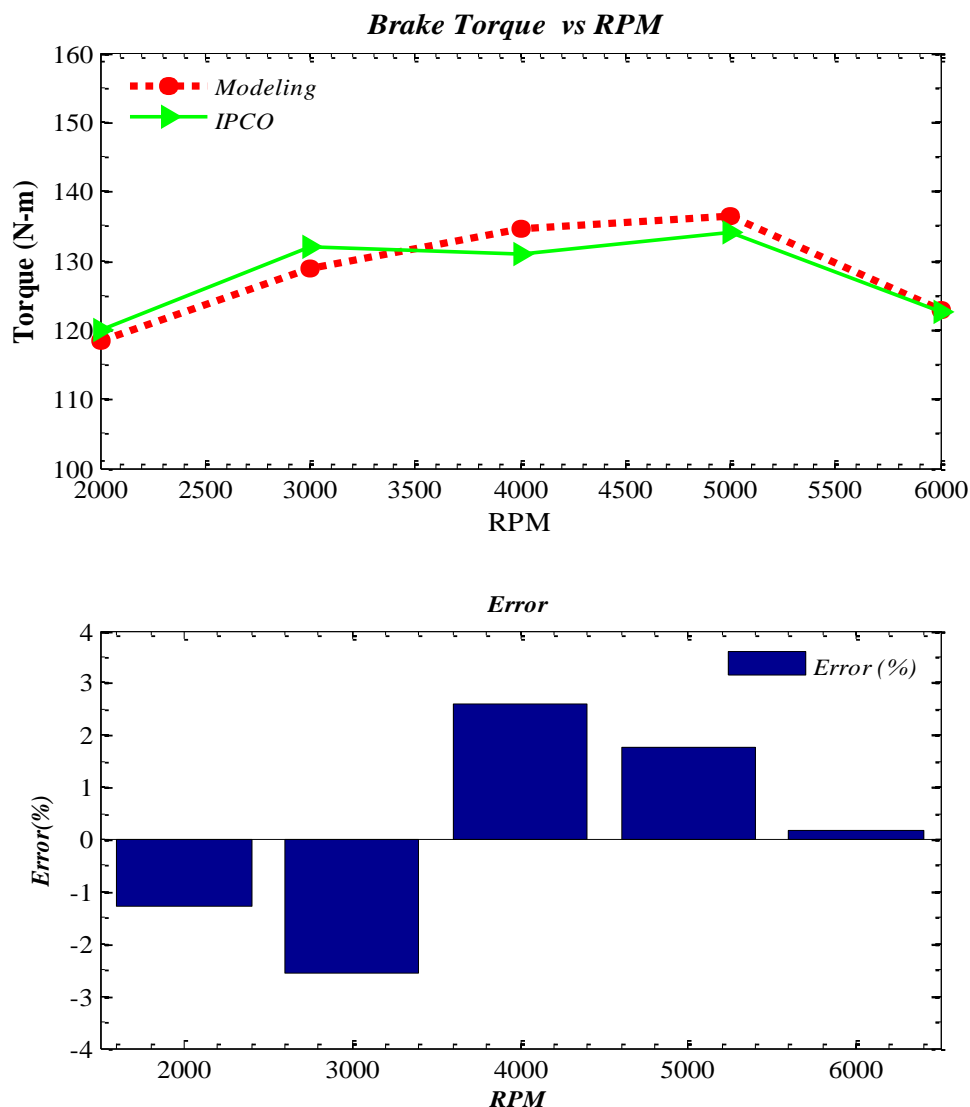 Brake Torque vs RPM
160
150
140
130
120
110
100
Torque (N-m)
Modeling
IPCO
2000 2500 3000 3500 4000 4500 5000 5500 6000
RPM
Error
4
3
2
1
0
-1
-2
-3
-4
Error(%)
Error (%)
2000 3000 4000 5000 6000
RPM